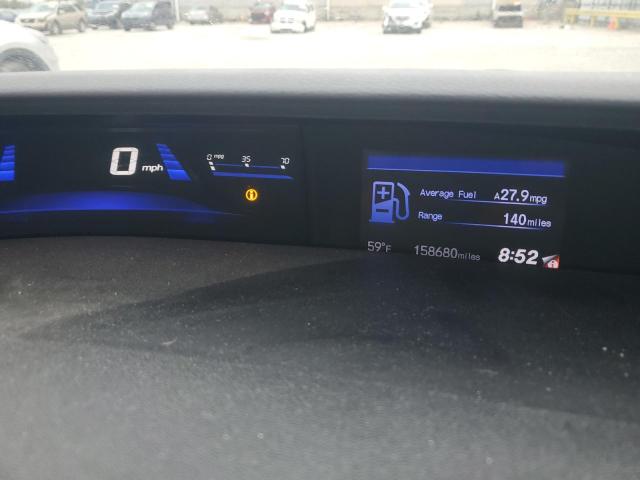 0 mph
0 mpg 35 70
Average Fuel A27.9mpg
Range 140miles
59°F 158680miles 8:52